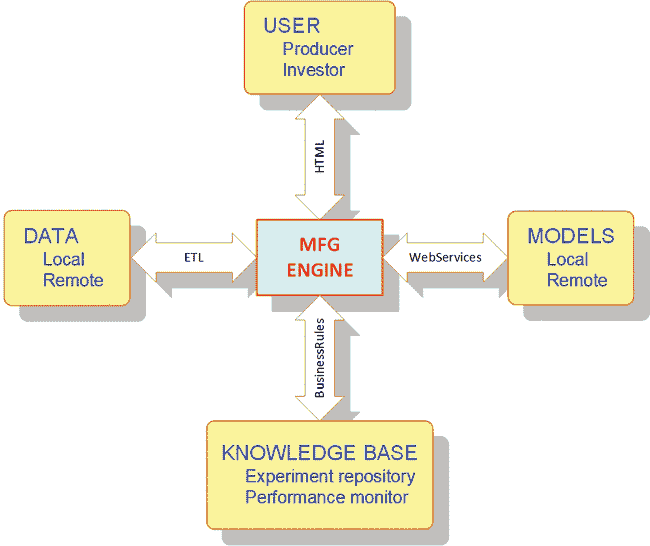 USER
Producer
Investor
HTML
DATA
Local
Remote
ETL
MFG
ENGINE
WebServices
MODELS
Local
Remote
BusinessRules
KNOWLEDGE BASE
Experiment repository
Performance monitor